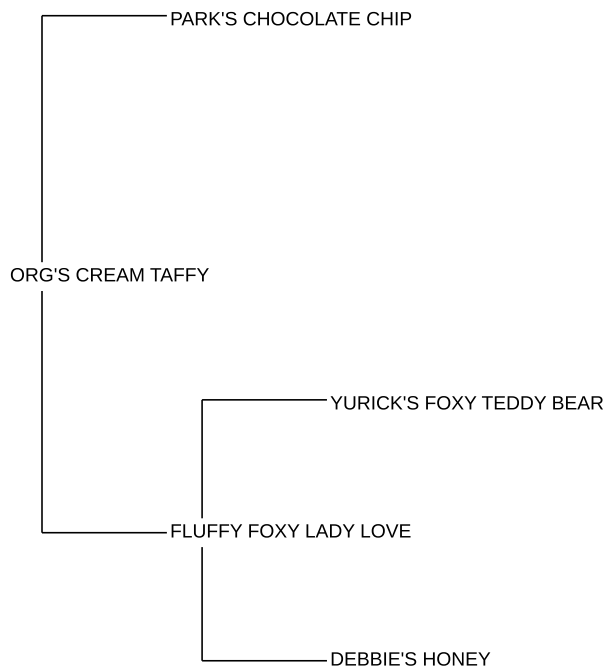 PARK'S CHOCOLATE CHIP
ORG'S CREAM TAFFY
YURICK'S FOXY TEDDY BEAR
FLUFFY FOXY LADY LOVE
DEBBIE'S HONEY